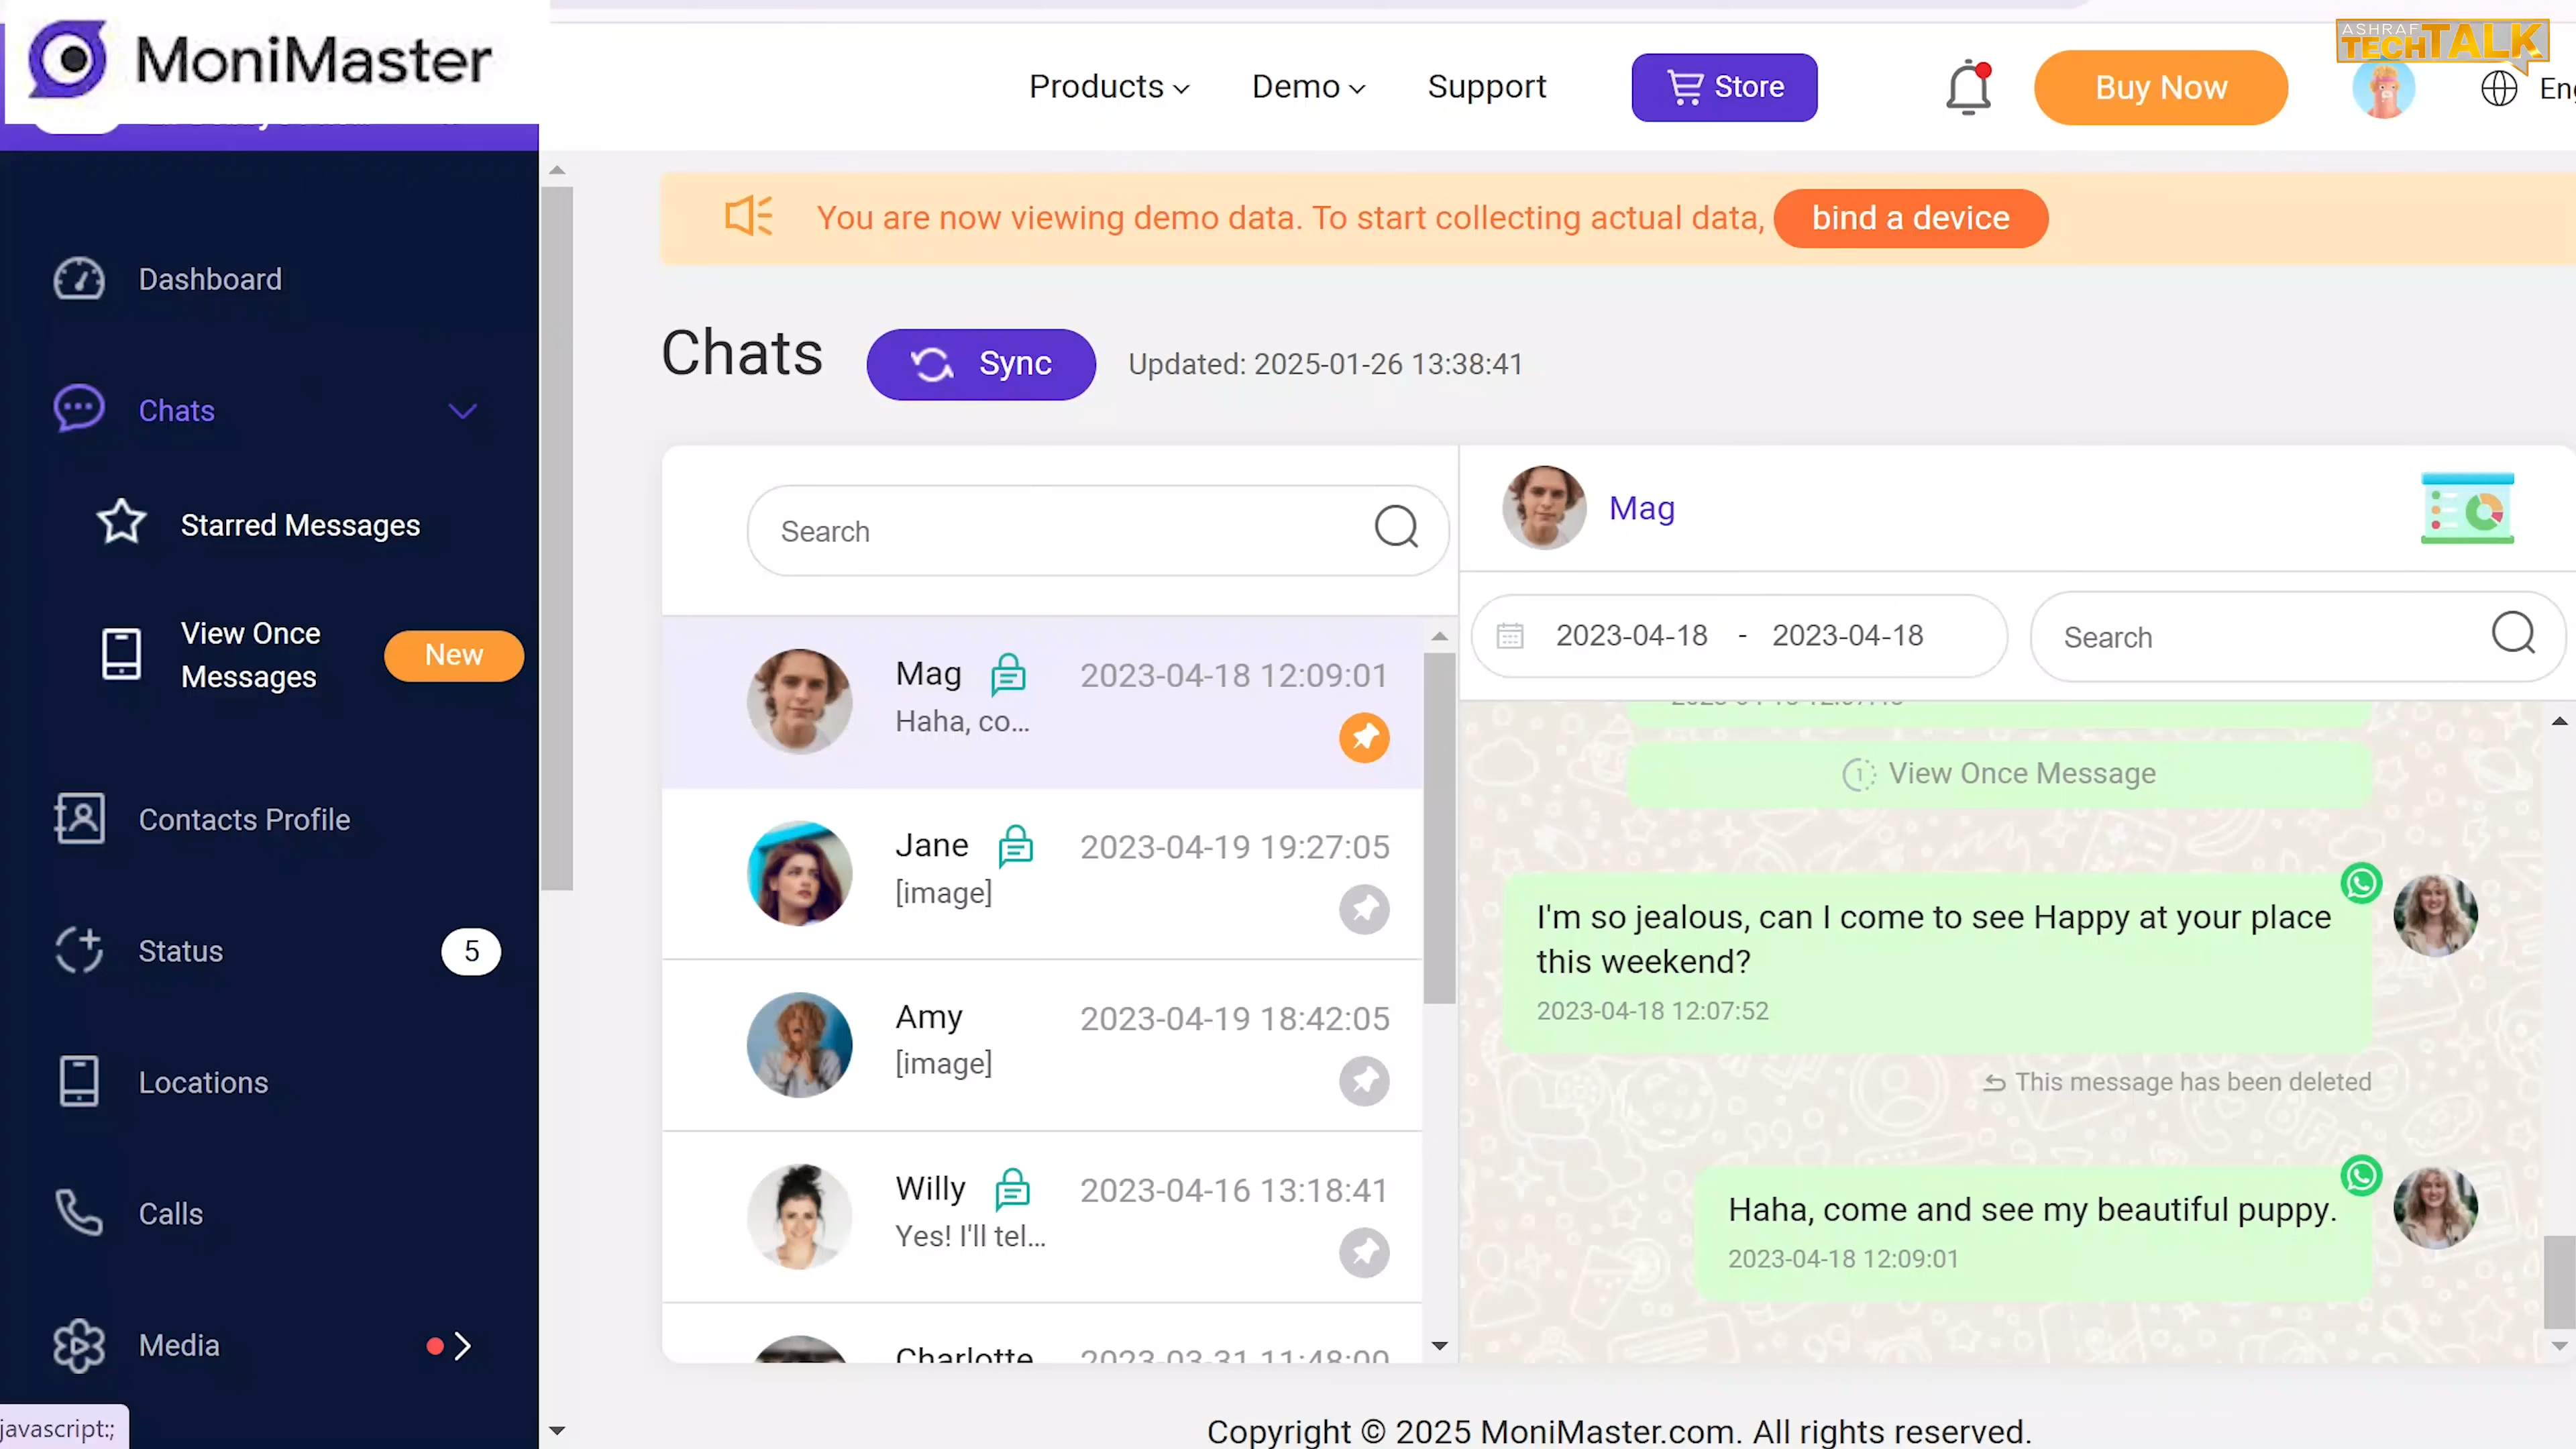 MoniMaster
Products
Demo
Support
Store
Buy Now
ASHRAF
TECHTALK
Dashboard
Chats
Starred Messages
View Once
Messages
New
Contacts Profile
Status
5
Locations
Calls
Media
javascript:;
You are now viewing demo data. To start collecting actual data,
bind a device
Chats
Sync
Updated: 2025-01-26 13:38:41
Search
Mag
2023-04-18 12:09:01
Haha, co...
Jane
2023-04-19 19:27:05
[image]
Amy
2023-04-19 18:42:05
[image]
Willy
2023-04-16 13:18:41
Yes! I'll tel...
Charlotte
2023-03-31 11:48:00
Mag
2023-04-18 - 2023-04-18
Search
View Once Message
I'm so jealous, can I come to see Happy at your place
this weekend?
2023-04-18 12:07:52
This message has been deleted
Haha, come and see my beautiful puppy.
2023-04-18 12:09:01
Copyright © 2025 MoniMaster.com. All rights reserved.